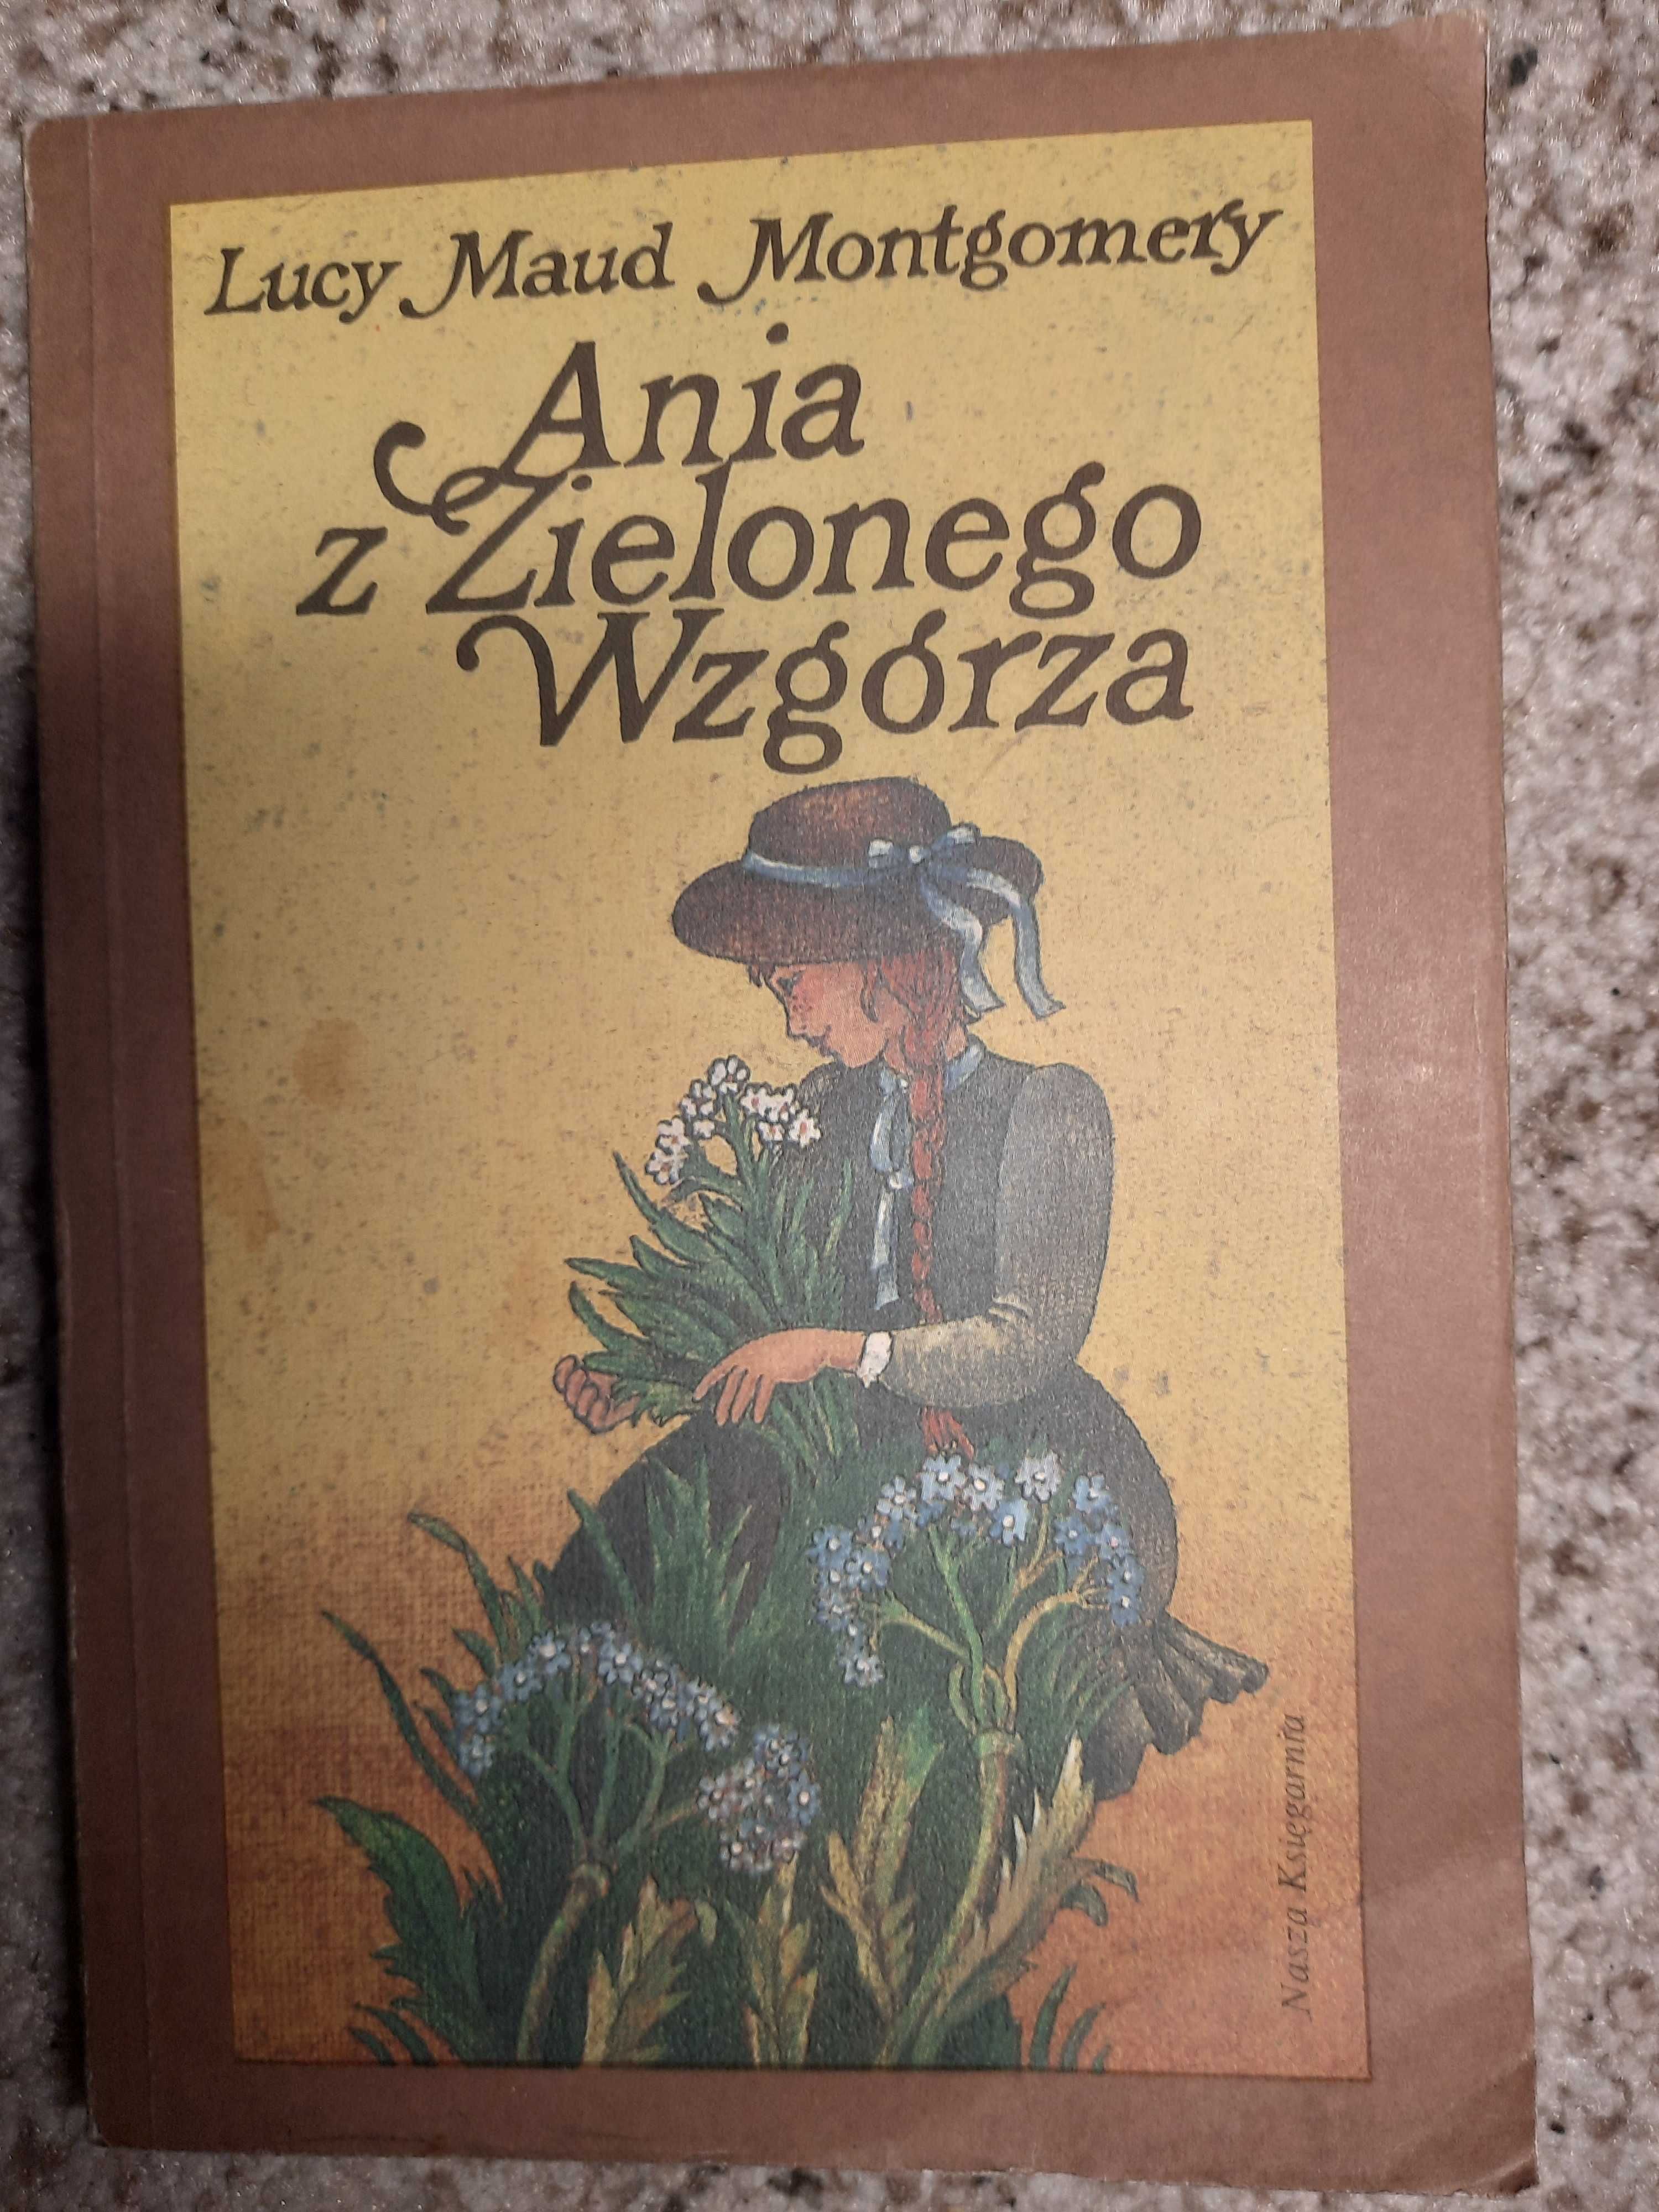 Lucy Maud Montgomery
Ania
z Zielonego
Wzgórza
Nasza Księgarnia